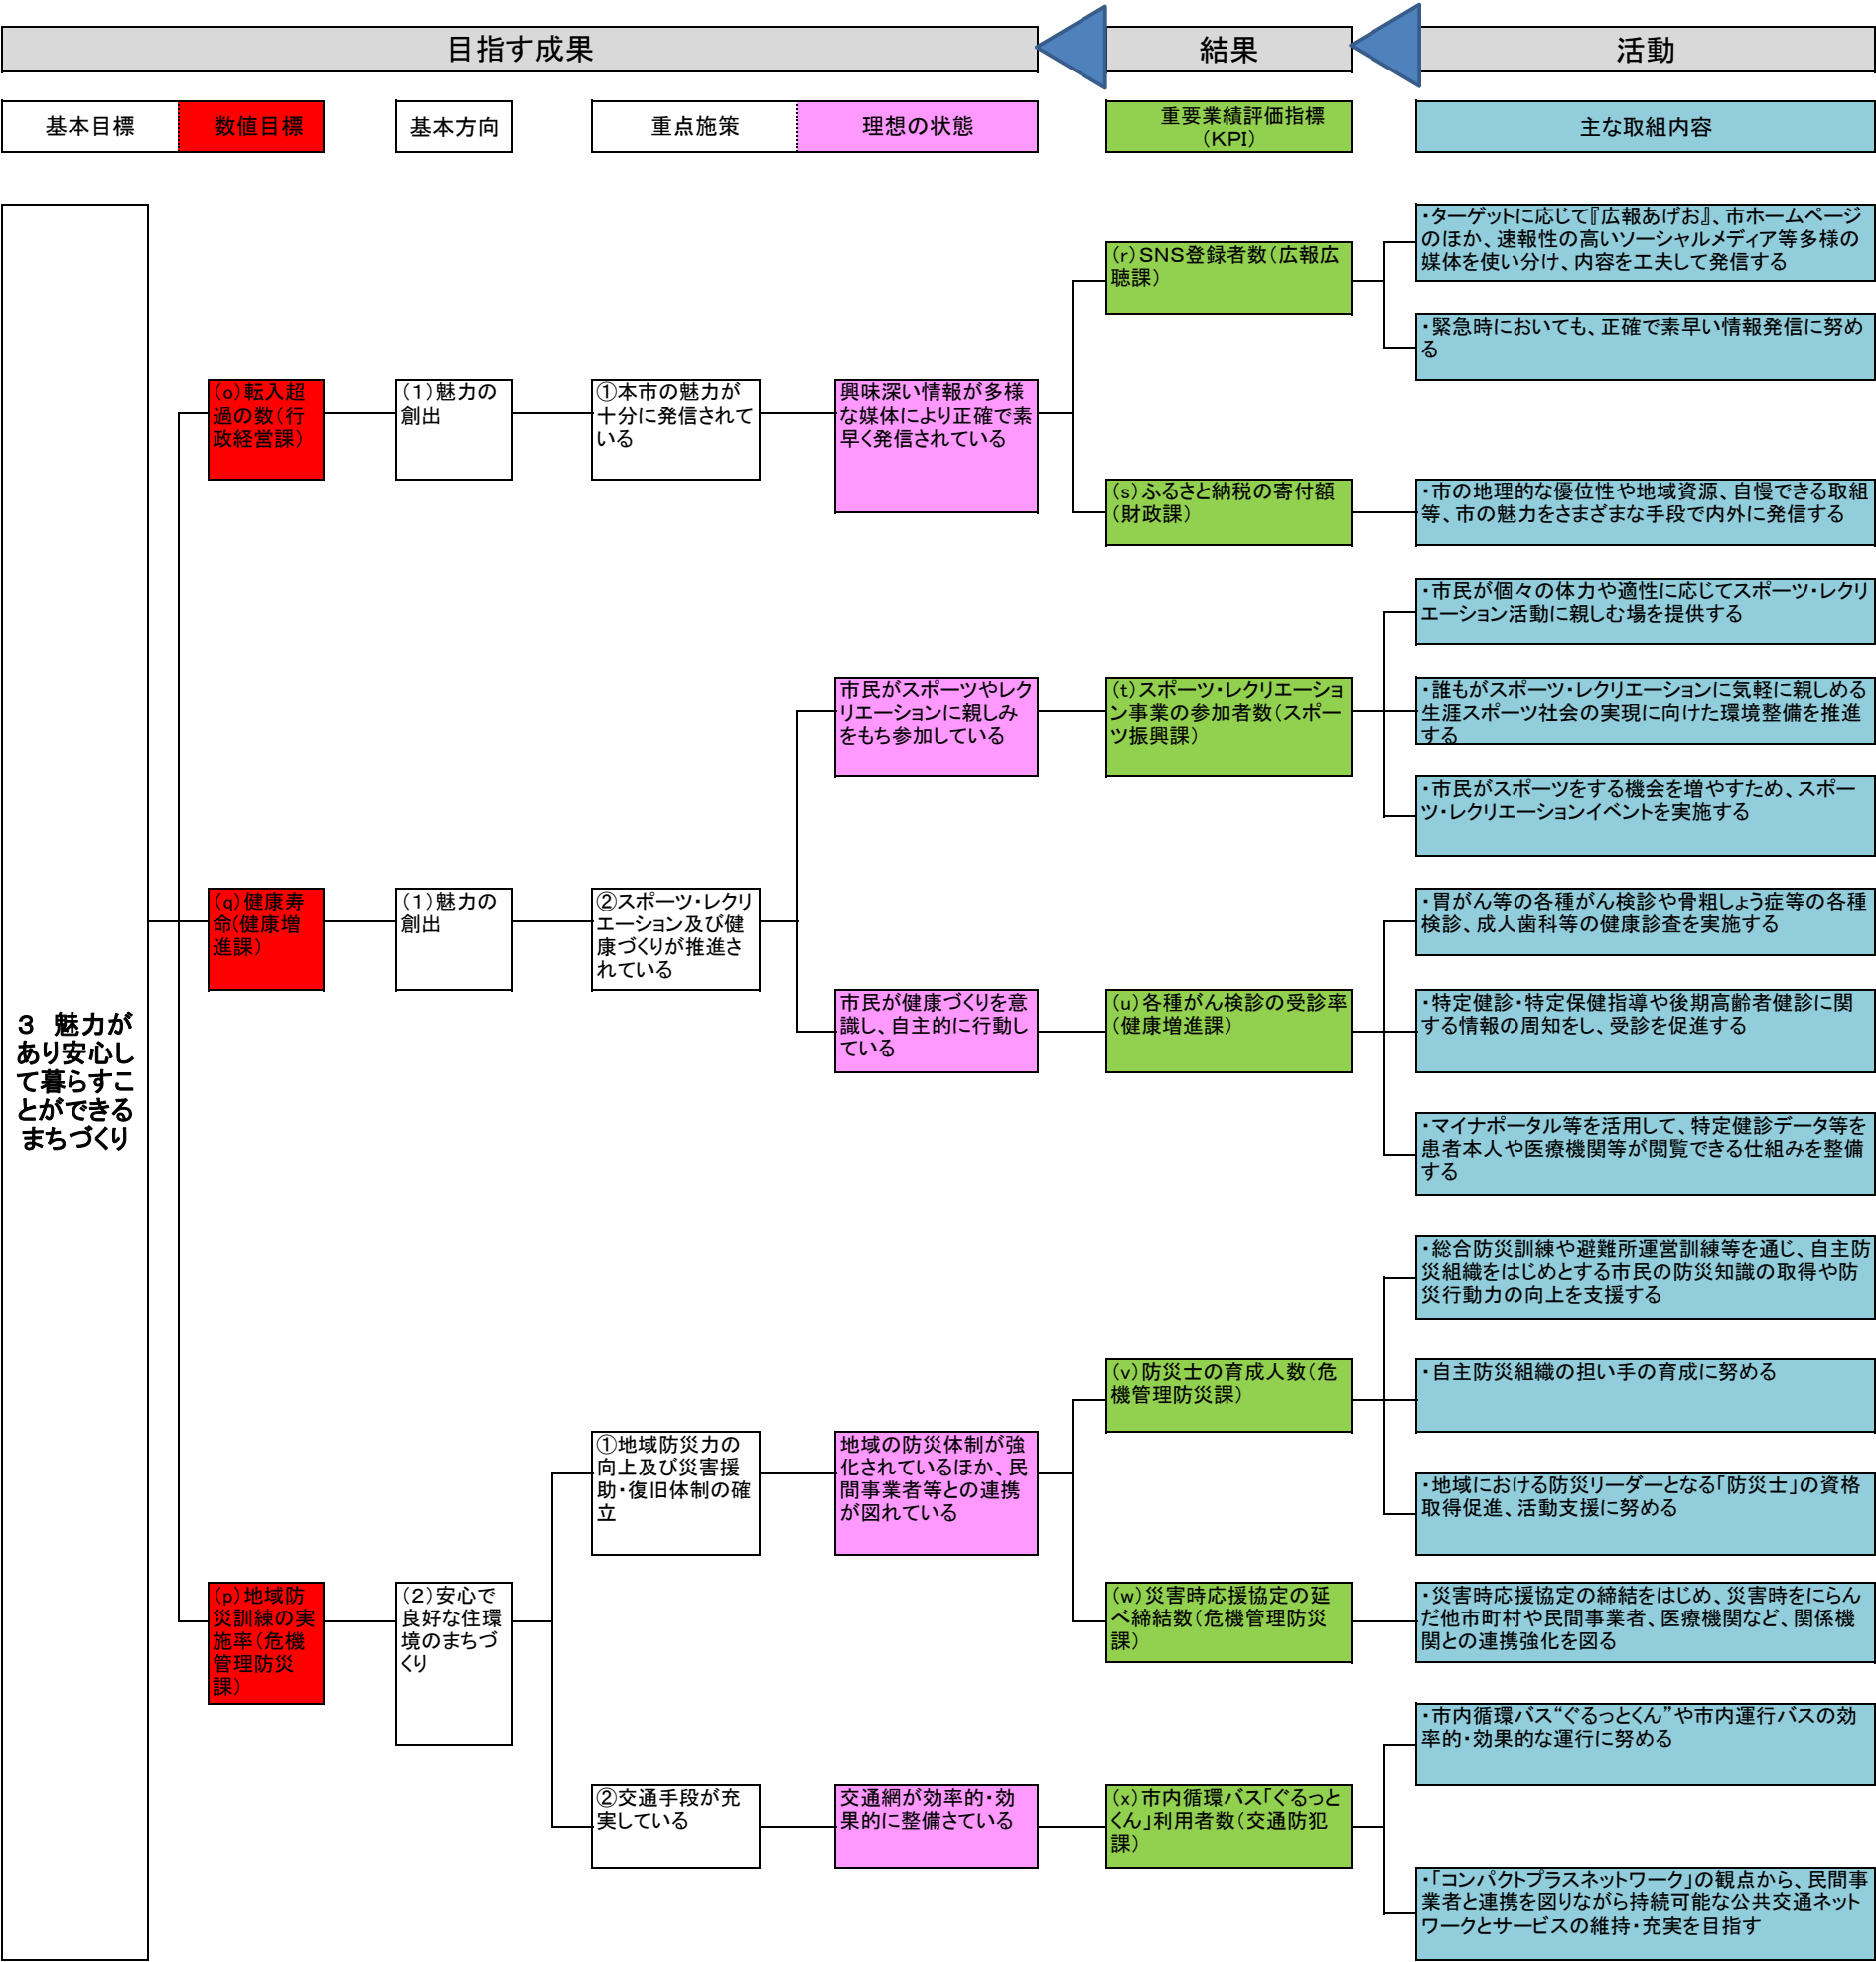 目指す成果
結果
活動
基本目標
数値目標
基本方向
重点施策
理想の状態
重要業績評価指標
（KPI）
主な取組内容
３　魅力が
あり安心し
て暮らすこ
とができる
まちづくり
（o）転入超
過の数（行
政経営課）
（１）魅力の
創出
①本市の魅力が
十分に発信されて
いる
興味深い情報が多様
な媒体により正確で素
早く発信されている
（r）SNS登録者数（広報広
聴課）
・ターゲットに応じて『広報あげお』、市ホームページ
のほか、速報性の高いソーシャルメディア等多様の
媒体を使い分け、内容を工夫して発信する
・緊急時においても、正確で素早い情報発信に努め
る
（s）ふるさと納税の寄付額
（財政課）
・市の地理的な優位性や地域資源、自慢できる取組
等、市の魅力をさまざまな手段で内外に発信する
（q）健康寿
命(健康増
進課）
（１）魅力の
創出
②スポーツ・レクリ
エーション及び健
康づくりが推進さ
れている
市民がスポーツやレク
リエーションに親しみ
をもち参加している
（t）スポーツ・レクリエーショ
ン事業の参加者数（スポー
ツ振興課）
・市民が個々の体力や適性に応じてスポーツ・レクリ
エーション活動に親しむ場を提供する
・誰もがスポーツ・レクリエーションに気軽に親しめる
生涯スポーツ社会の実現に向けた環境整備を推進
する
・市民がスポーツをする機会を増やすため、スポー
ツ・レクリエーションイベントを実施する
市民が健康づくりを意
識し、自主的に行動し
ている
（u）各種がん検診の受診率
（健康増進課）
・胃がん等の各種がん検診や骨粗しょう症等の各種
検診、成人歯科等の健康診査を実施する
・特定健診・特定保健指導や後期高齢者健診に関
する情報の周知をし、受診を促進する
・マイナポータル等を活用して、特定健診データ等を
患者本人や医療機関等が閲覧できる仕組みを整備
する
（p）地域防
災訓練の実
施率（危機
管理防災
課）
（２）安心で
良好な住環
境のまちづ
くり
①地域防災力の
向上及び災害援
助・復旧体制の確
立
地域の防災体制が強
化されているほか、民
間事業者等との連携
が図れている
（v）防災士の育成人数（危
機管理防災課）
・総合防災訓練や避難所運営訓練等を通じ、自主防
災組織をはじめとする市民の防災知識の取得や防
災行動力の向上を支援する
・自主防災組織の担い手の育成に努める
・地域における防災リーダーとなる「防災士」の資格
取得促進、活動支援に努める
（w）災害時応援協定の延
べ締結数（危機管理防災
課）
・災害時応援協定の締結をはじめ、災害時をにらん
だ他市町村や民間事業者、医療機関など、関係機
関との連携強化を図る
②交通手段が充
実している
交通網が効率的・効
果的に整備さている
（x）市内循環バス「ぐるっと
くん」利用者数（交通防犯
課）
・市内循環バス“ぐるっとくん”や市内運行バスの効
率的・効果的な運行に努める
・「コンパクトプラスネットワーク」の観点から、民間事
業者と連携を図りながら持続可能な公共交通ネット
ワークとサービスの維持・充実を目指す